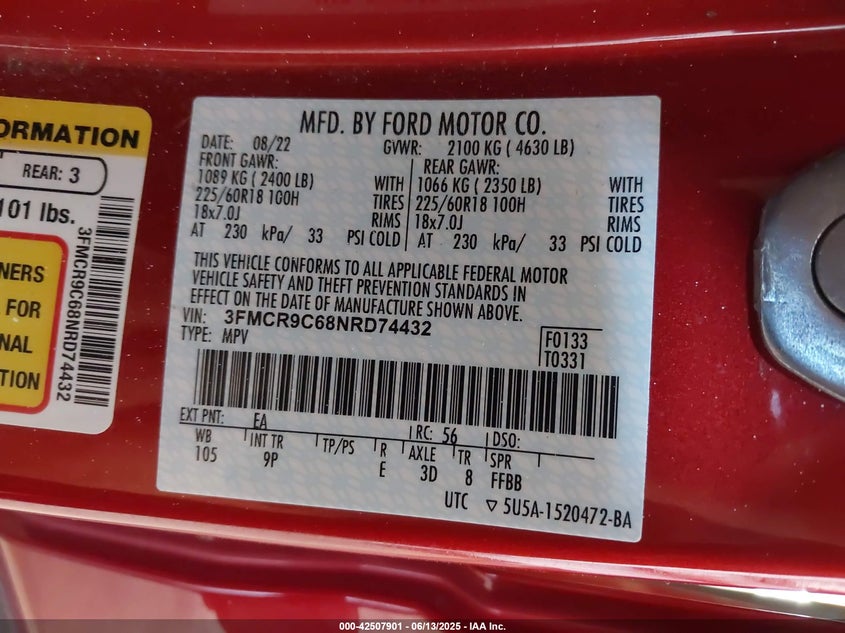 ORMATION
REAR: 3
101 lbs.
NERS
FOR
NAL
TION
3FMCR9C68NRD74432
MFD. BY FORD MOTOR CO.
DATE: 08/22 GVWR: 2100 KG ( 4630 LB)
FRONT GAWR: REAR GAWR:
1089 KG ( 2400 LB) WITH 1066 KG ( 2350 LB) WITH
225/60R18 100H TIRES 225/60R18 100H TIRES
18x7.0J RIMS 18x7.0J RIMS
AT 230 kPa/ 33 PSI COLD AT 230 kPa/ 33 PSI COLD
THIS VEHICLE CONFORMS TO ALL APPLICABLE FEDERAL MOTOR
VEHICLE SAFETY AND THEFT PREVENTION STANDARDS IN
EFFECT ON THE DATE OF MANUFACTURE SHOWN ABOVE.
VIN: 3FMCR9C68NRD74432
TYPE: MPV
F0133
T0331
EXT PNT: EA RC: 56 DSO:
WB INT TR TP/PS R AXLE TR SPR
105 9P E 3D 8 FFBB
UTC ▽ 5U5A-1520472-BA
000-42507901 - 06/13/2025 - IAA Inc.